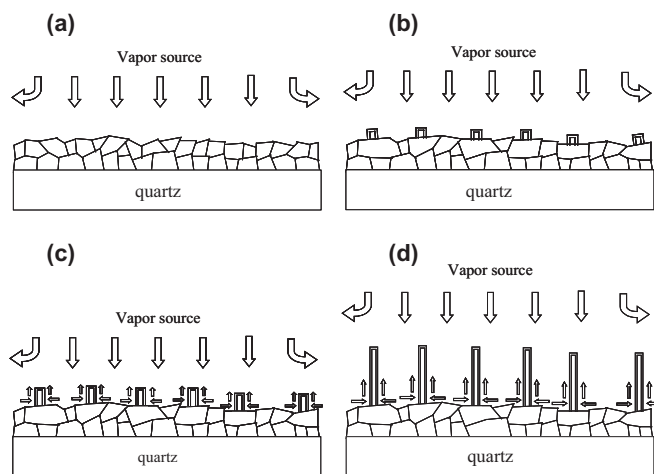 (a)
Vapor source
quartz
(b)
Vapor source
quartz
(c)
Vapor source
quartz
(d)
Vapor source
quartz